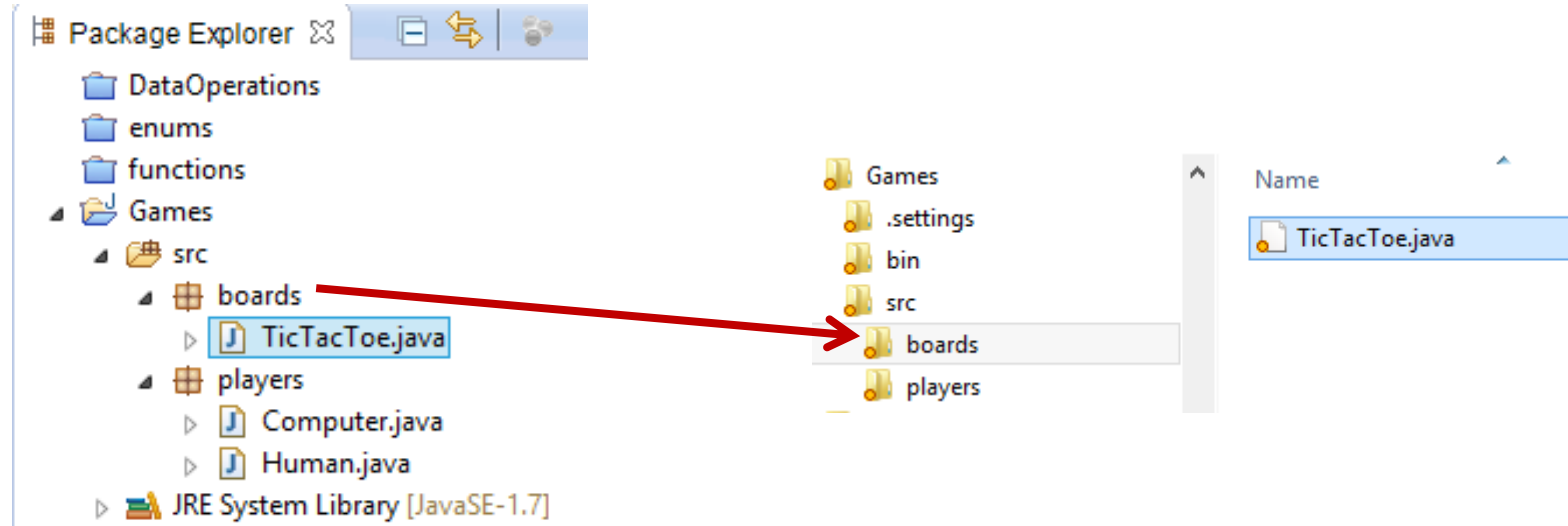 Package Explorer
DataOperations
enums
functions
Games
src
boards
TicTacToe.java
players
Computer.java
Human.java
JRE System Library [JavaSE-1.7]
Games
.settings
bin
src
boards
players
Name
TicTacToe.java